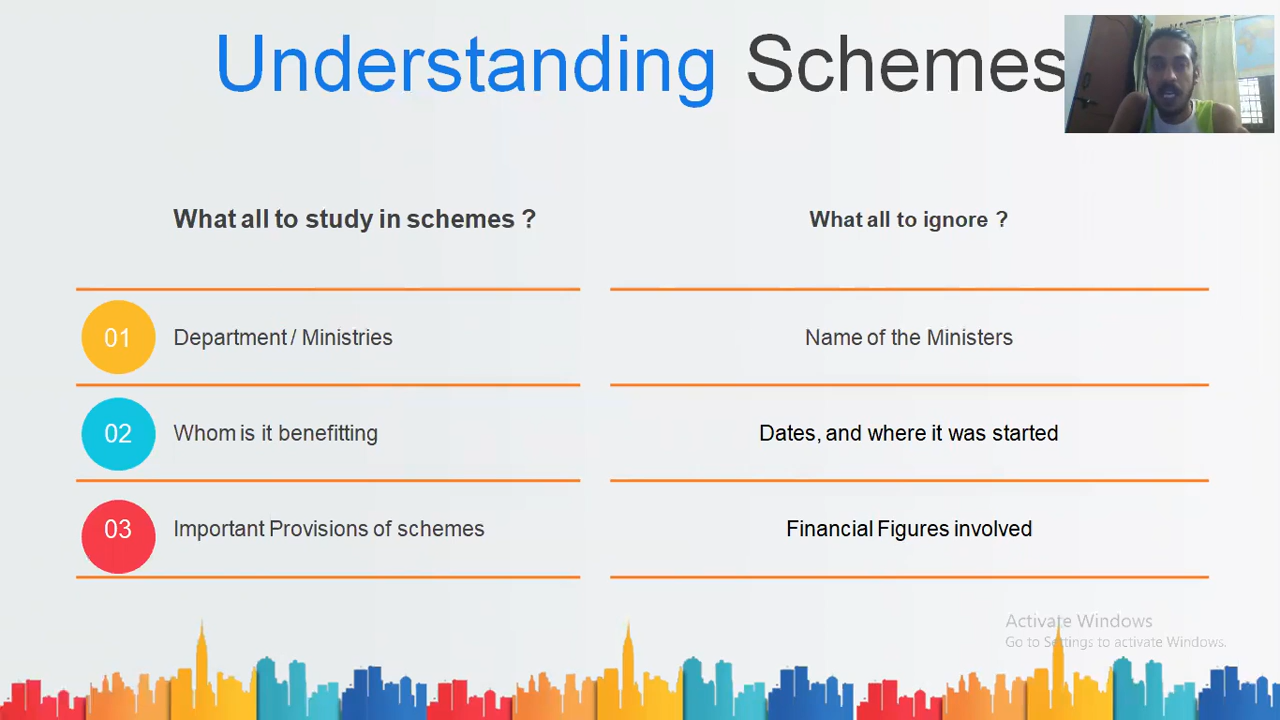 Understanding Schemes
What all to study in schemes ?
What all to ignore ?
01 Department / Ministries
Name of the Ministers
02 Whom is it benefitting
Dates, and where it was started
03 Important Provisions of schemes
Financial Figures involved
Activate Windows
Go to Settings to activate Windows.